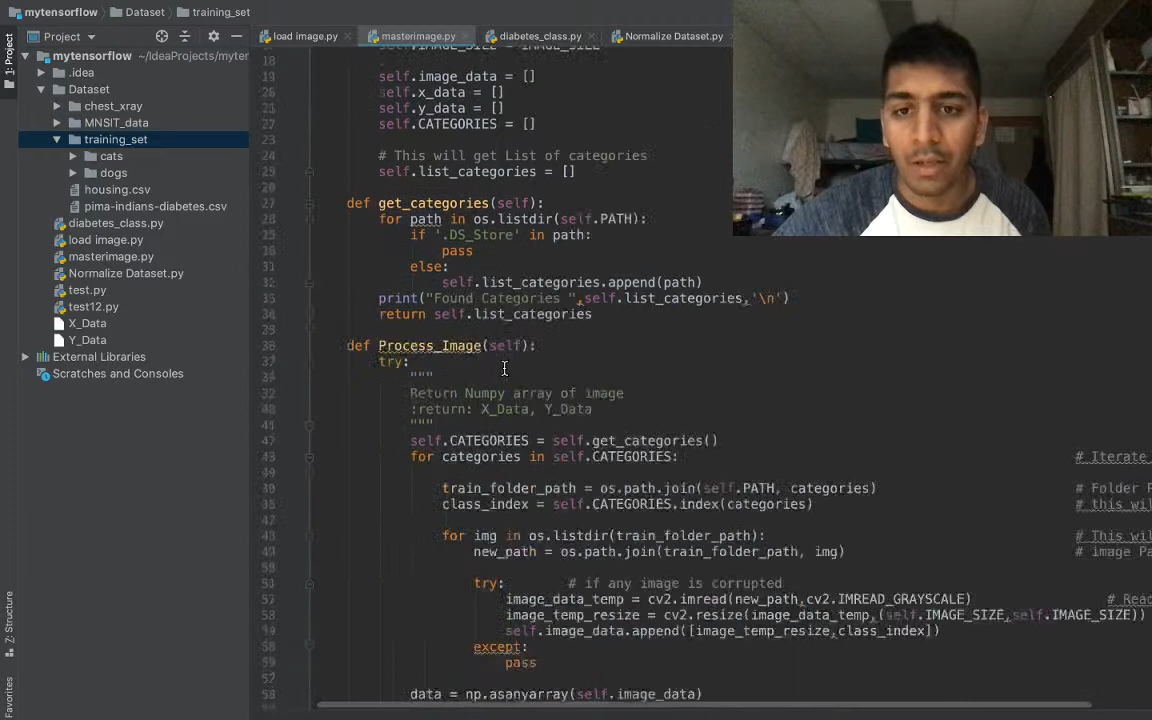 mytensorflow Dataset training_set
Project
load image.py masterimage.py diabetes_class.py Normalize Dataset.py
1: Project
mytensorflow ~/IdeaProjects/myter
.idea
Dataset
chest_xray
MNSIT_data
training_set
cats
dogs
housing.csv
pima-indians-diabetes.csv
diabetes_class.py
load image.py
masterimage.py
Normalize Dataset.py
test.py
test12.py
X_Data
Y_Data
External Libraries
Scratches and Consoles
self.IMAGE_SIZE = IMAGE_SIZE
self.image_data = []
self.x_data = []
self.y_data = []
self.CATEGORIES = []
# This will get List of categories
self.list_categories = []
def get_categories(self):
for path in os.listdir(self.PATH):
if '.DS_Store' in path:
pass
else:
self.list_categories.append(path)
print("Found Categories ",self.list_categories,'\n')
return self.list_categories
def Process_Image(self):
try:
"""
Return Numpy array of image
:return: X_Data, Y_Data
"""
self.CATEGORIES = self.get_categories()
for categories in self.CATEGORIES: # Iterate
train_folder_path = os.path.join(self.PATH, categories) # Folder P
class_index = self.CATEGORIES.index(categories) # this wil
for img in os.listdir(train_folder_path): # This wil
new_path = os.path.join(train_folder_path, img) # image Pa
try: # if any image is corrupted
image_data_temp = cv2.imread(new_path,cv2.IMREAD_GRAYSCALE) # Read
image_temp_resize = cv2.resize(image_data_temp,(self.IMAGE_SIZE,self.IMAGE_SIZE))
self.image_data.append([image_temp_resize,class_index])
except:
pass
data = np.asanyarray(self.image_data)
Z: Structure
Favorites